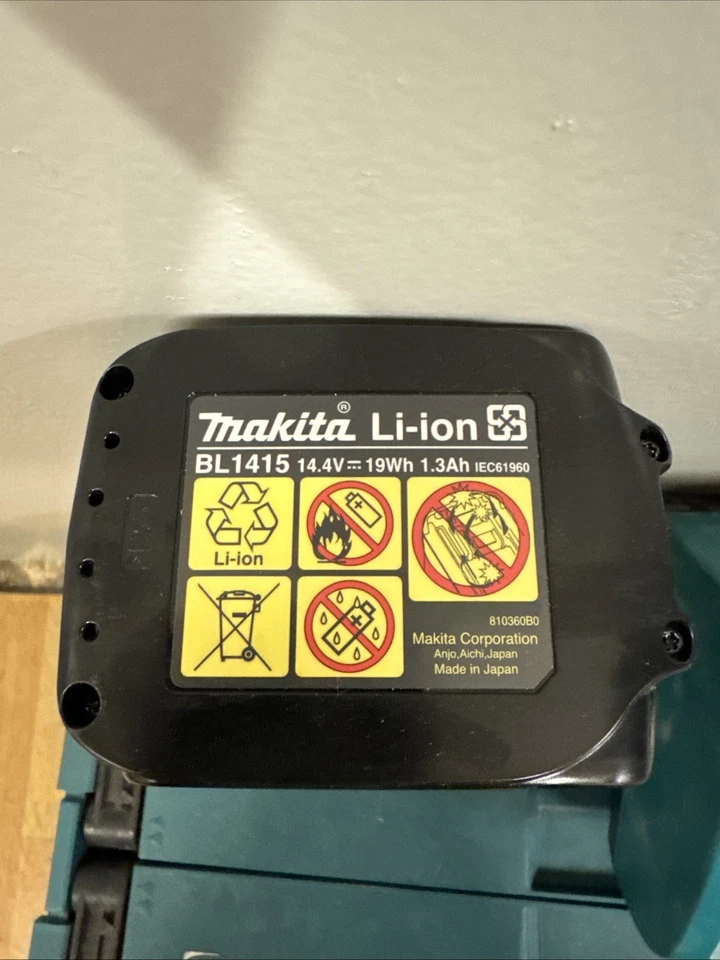 makita® Li-ion
BL1415 14.4V⎓19Wh 1.3Ah IEC61960
Li-ion
810360B0
Makita Corporation
Anjo,Aichi,Japan
Made in Japan